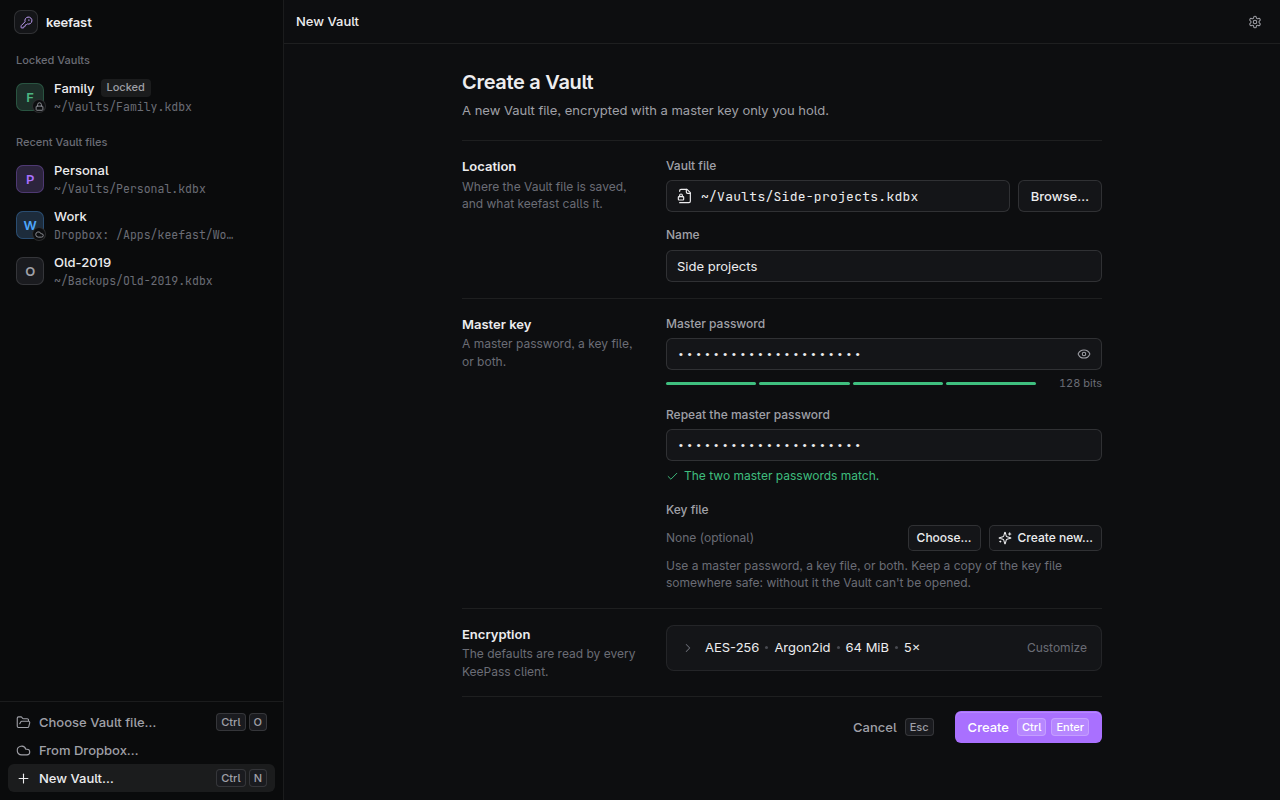 keefast
Locked Vaults
F
Family Locked
~/Vaults/Family.kdbx
Recent Vault files
P
Personal
~/Vaults/Personal.kdbx
W
Work
Dropbox: /Apps/keefast/Wo…
O
Old-2019
~/Backups/Old-2019.kdbx
Choose Vault file... Ctrl O
From Dropbox...
New Vault... Ctrl N
New Vault
Create a Vault
A new Vault file, encrypted with a master key only you hold.
Location
Where the Vault file is saved,
and what keefast calls it.
Vault file
~/Vaults/Side-projects.kdbx Browse...
Name
Side projects
Master key
A master password, a key file,
or both.
Master password
•••••••••••••••••••••
128 bits
Repeat the master password
•••••••••••••••••••••
The two master passwords match.
Key file
None (optional) Choose... Create new...
Use a master password, a key file, or both. Keep a copy of the key file
somewhere safe: without it the Vault can't be opened.
Encryption
The defaults are read by every
KeePass client.
AES-256 · Argon2id · 64 MiB · 5× Customize
Cancel Esc Create Ctrl Enter